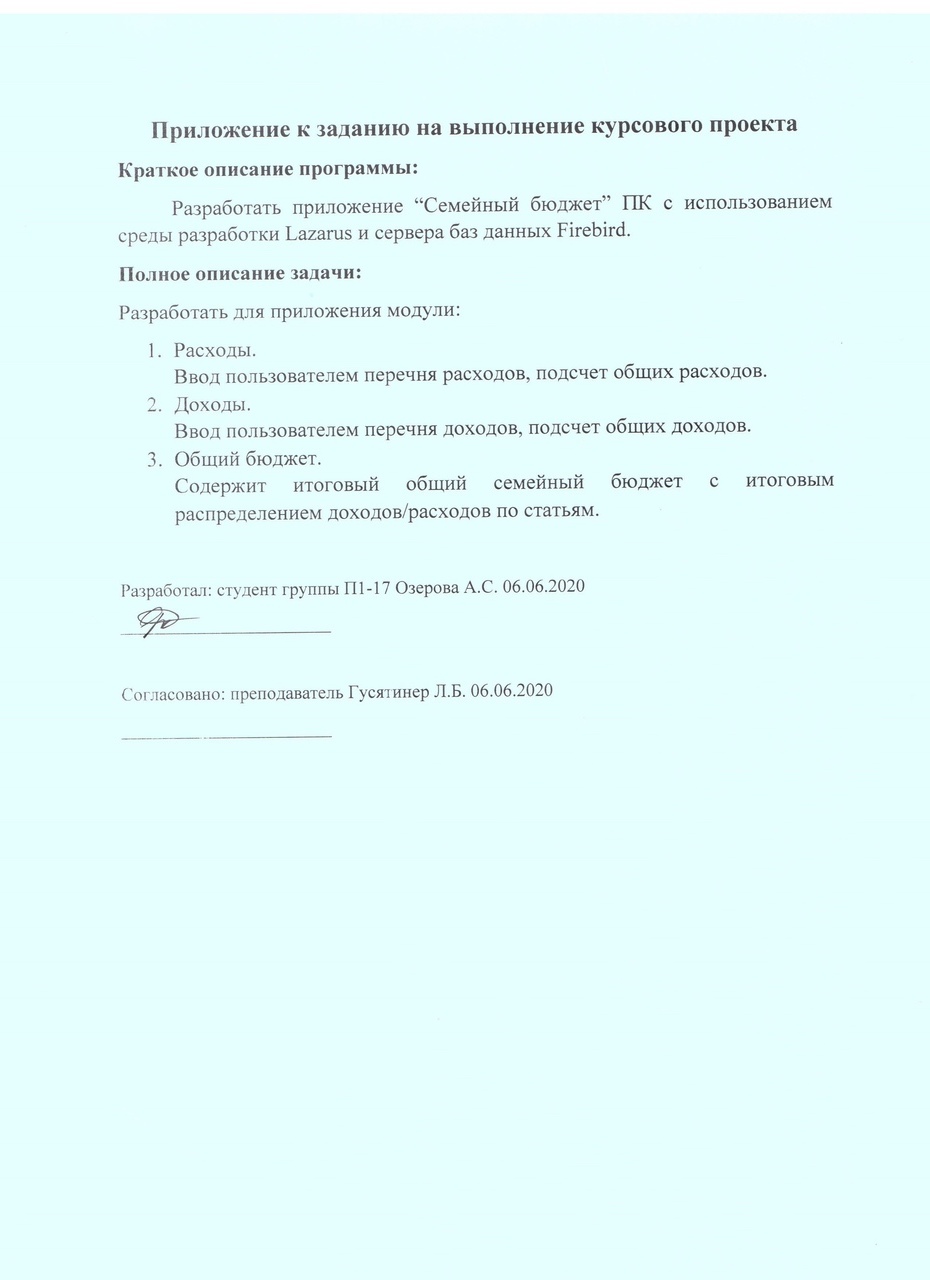 Приложение к заданию на выполнение курсового проекта
Краткое описание программы:
Разработать приложение “Семейный бюджет” ПК с использованием
среды разработки Lazarus и сервера баз данных Firebird.
Полное описание задачи:
Разработать для приложения модули:
1. Расходы.
Ввод пользователем перечня расходов, подсчет общих расходов.
2. Доходы.
Ввод пользователем перечня доходов, подсчет общих доходов.
3. Общий бюджет.
Содержит итоговый общий семейный бюджет с итоговым
распределением доходов/расходов по статьям.
Разработал: студент группы П1-17 Озерова А.С. 06.06.2020
Согласовано: преподаватель Гусятинер Л.Б. 06.06.2020